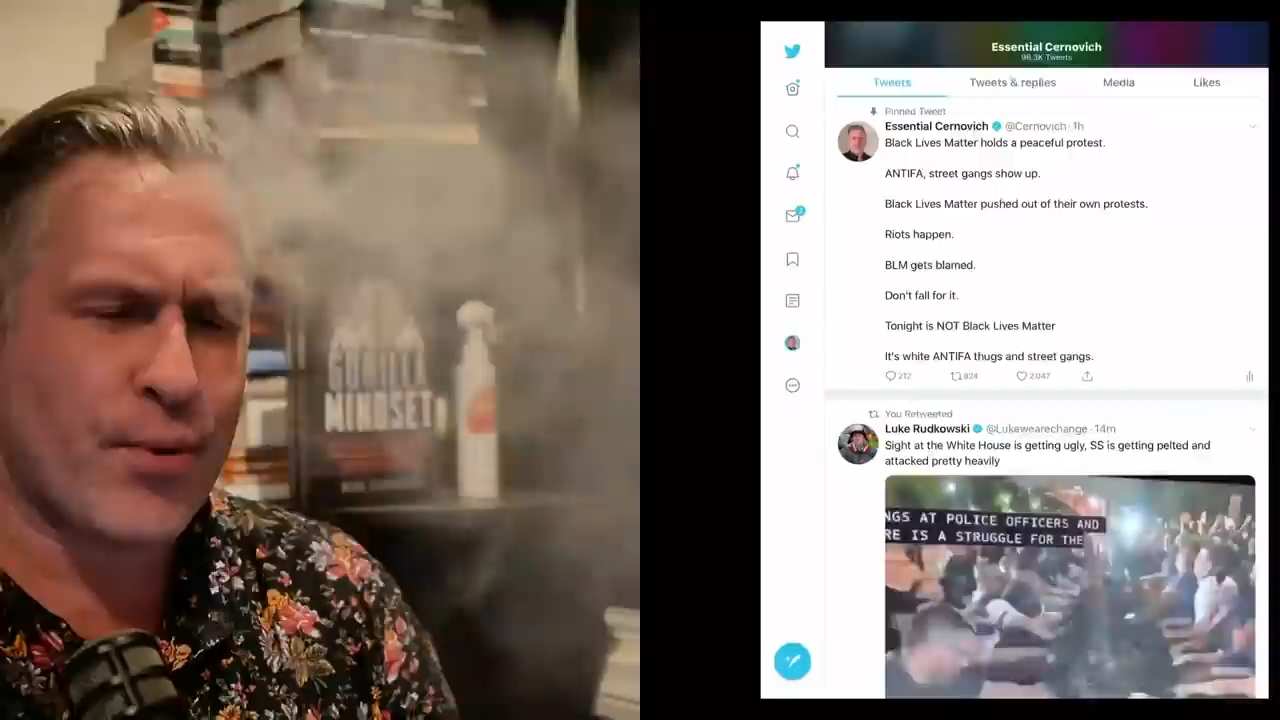 GORILLA
MINDSET
Essential Cernovich
98.3K Tweets
Tweets
Tweets & replies
Media
Likes
Pinned Tweet
Essential Cernovich @Cernovich · 1h
Black Lives Matter holds a peaceful protest.
ANTIFA, street gangs show up.
Black Lives Matter pushed out of their own protests.
Riots happen.
BLM gets blamed.
Don't fall for it.
Tonight is NOT Black Lives Matter
It's white ANTIFA thugs and street gangs.
212
824
2,047
You Retweeted
Luke Rudkowski @Lukewearechange · 14m
Sight at the White House is getting ugly, SS is getting pelted and
attacked pretty heavily
NGS AT POLICE OFFICERS AND
RE IS A STRUGGLE FOR THE